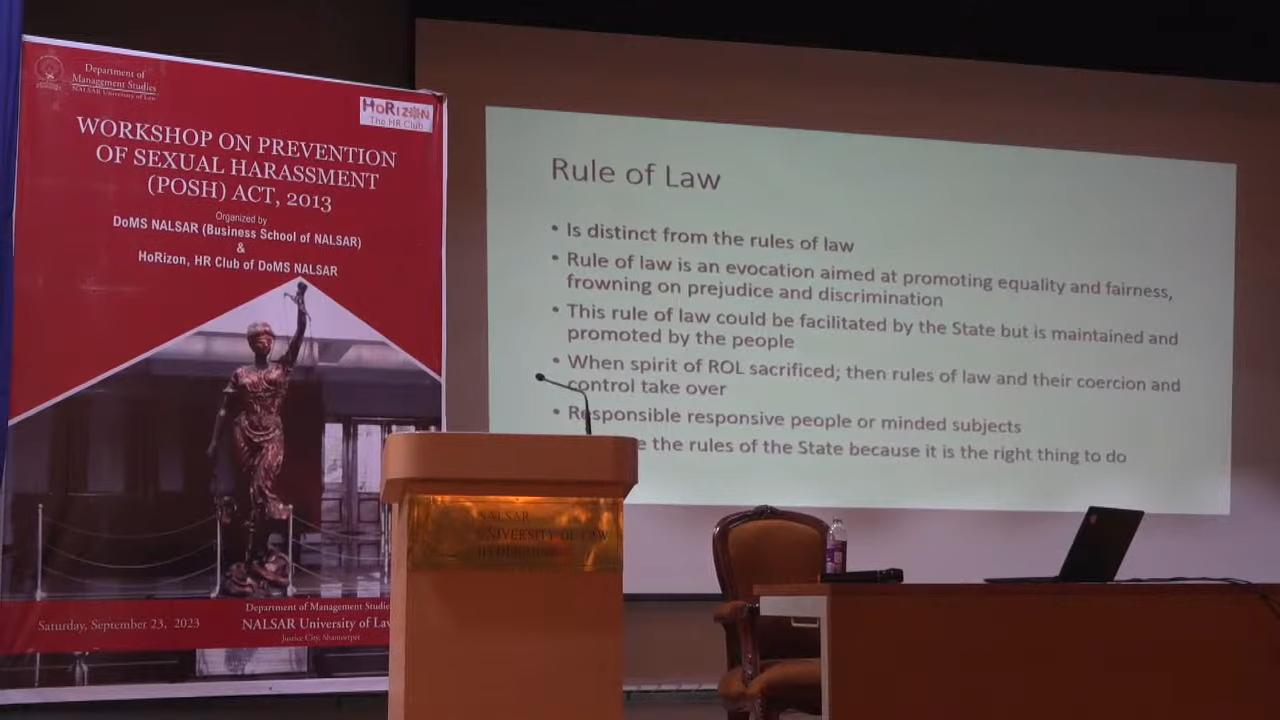 Department of
Management Studies
NALSAR University of Law
HoRizoN
The HR Club
WORKSHOP ON PREVENTION
OF SEXUAL HARASSMENT
(POSH) ACT, 2013
Organized by
DoMS NALSAR (Business School of NALSAR)
&
HoRizon, HR Club of DoMS NALSAR
Saturday, September 23, 2023
Department of Management Studie
NALSAR University of Law
Justice City, Shameerpet
Rule of Law
• Is distinct from the rules of law
• Rule of law is an evocation aimed at promoting equality and fairness,
frowning on prejudice and discrimination
• This rule of law could be facilitated by the State but is maintained and
promoted by the people
• When spirit of ROL sacrificed; then rules of law and their coercion and
control take over
• Responsible responsive people or minded subjects
the rules of the State because it is the right thing to do
NALSAR
UNIVERSITY OF LAW
HYDERABAD